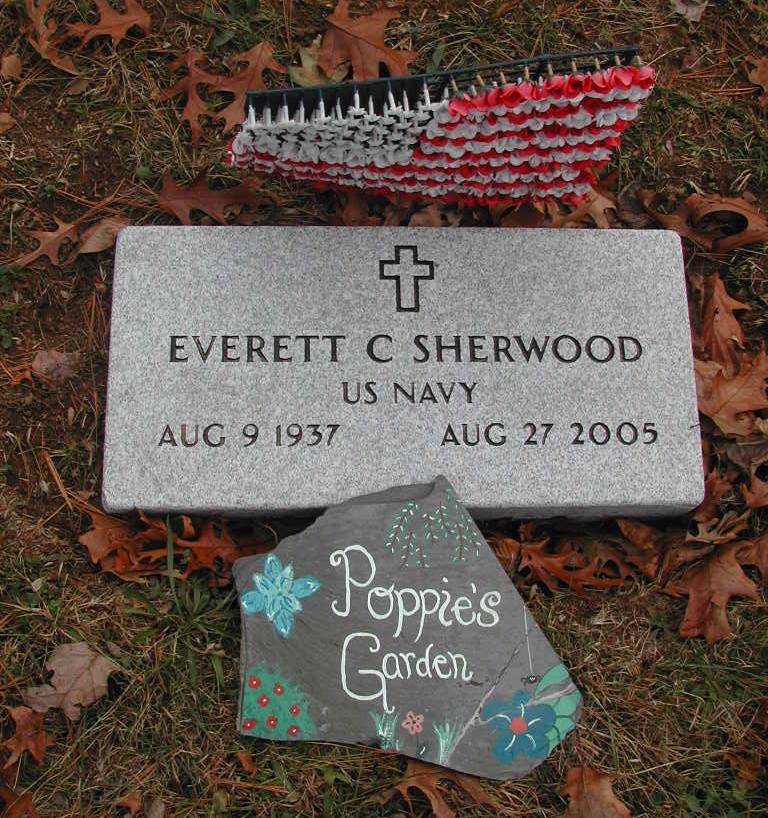 EVERETT C SHERWOOD
US NAVY
AUG 9 1937 AUG 27 2005
Poppie's
Garden